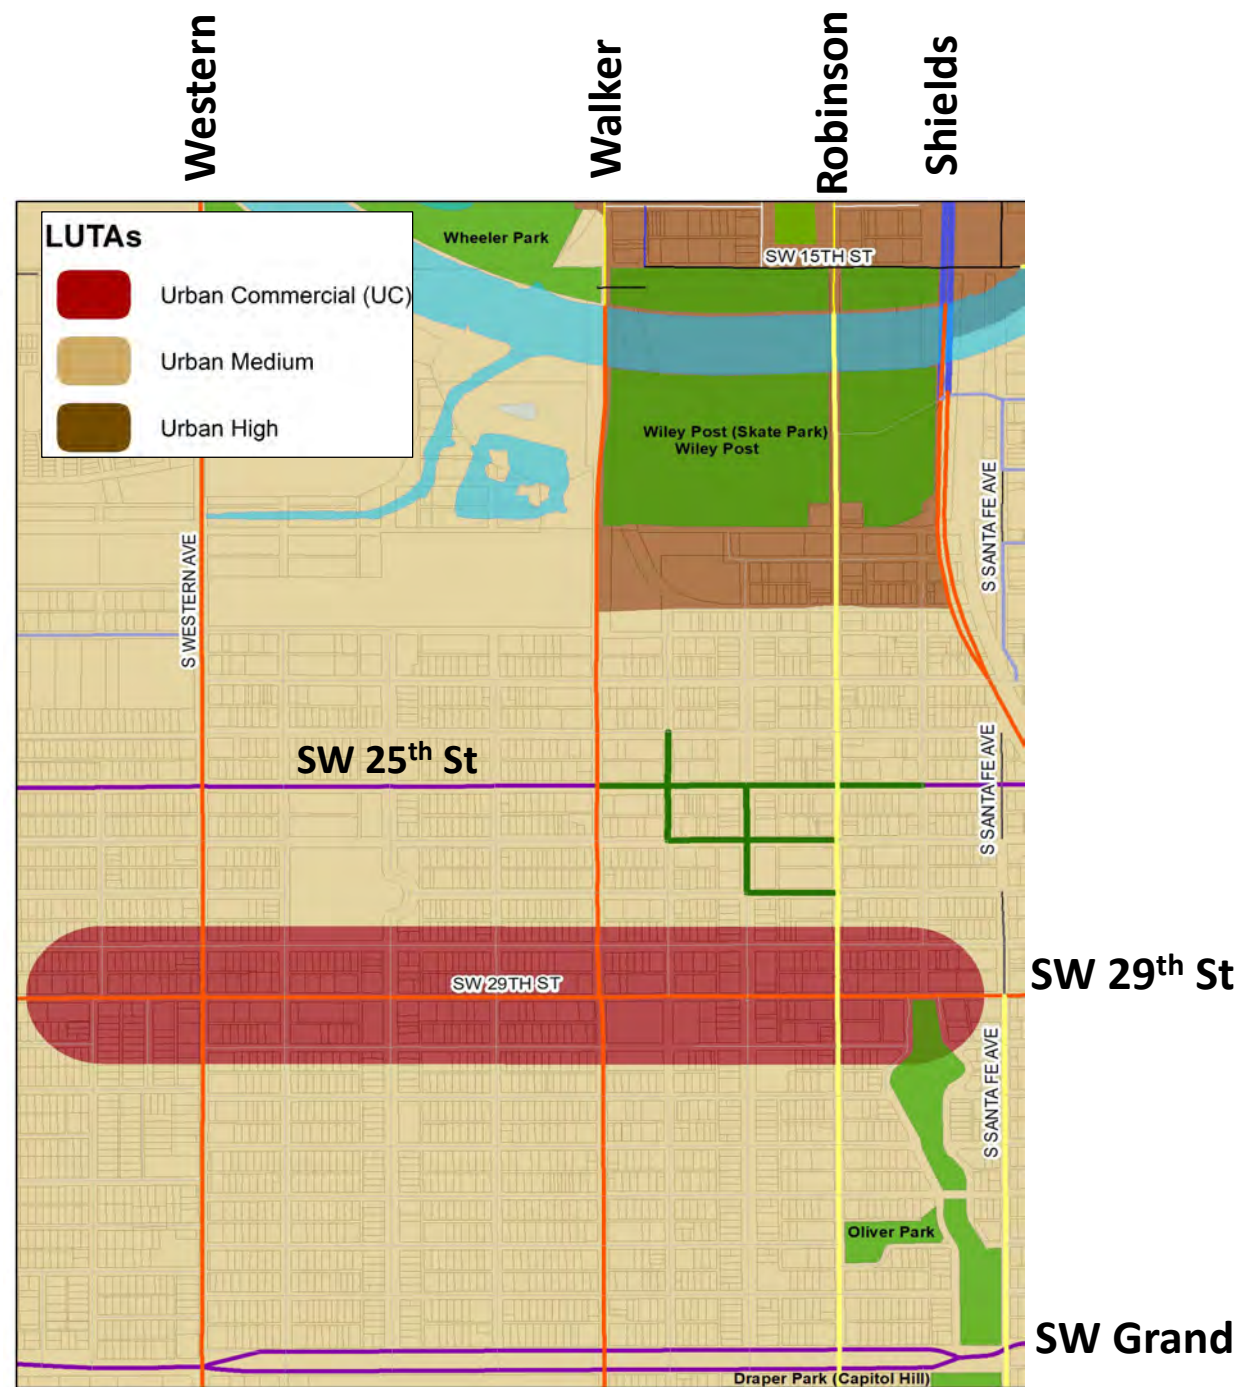 Western
Walker
Robinson
Shields
LUTAs
Urban Commercial (UC)
Urban Medium
Urban High
Wheeler Park
SW 15TH ST
Wiley Post (Skate Park)
Wiley Post
S SANTA FE AVE
S WESTERN AVE
SW 25th St
S SANTA FE AVE
SW 29TH ST
SW 29th St
S SANTA FE AVE
Oliver Park
SW Grand
Draper Park (Capitol Hill)